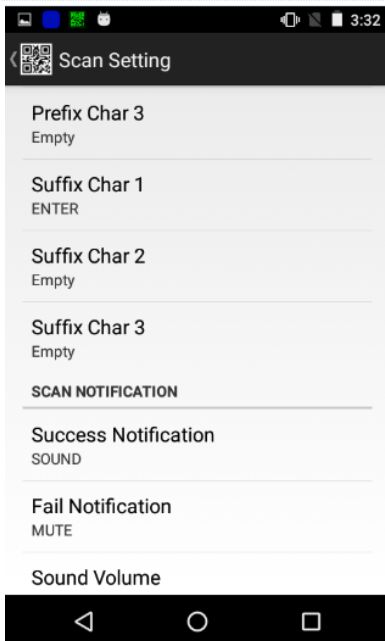 3:32
Scan Setting
Prefix Char 3
Empty
Suffix Char 1
ENTER
Suffix Char 2
Empty
Suffix Char 3
Empty
SCAN NOTIFICATION
Success Notification
SOUND
Fail Notification
MUTE
Sound Volume